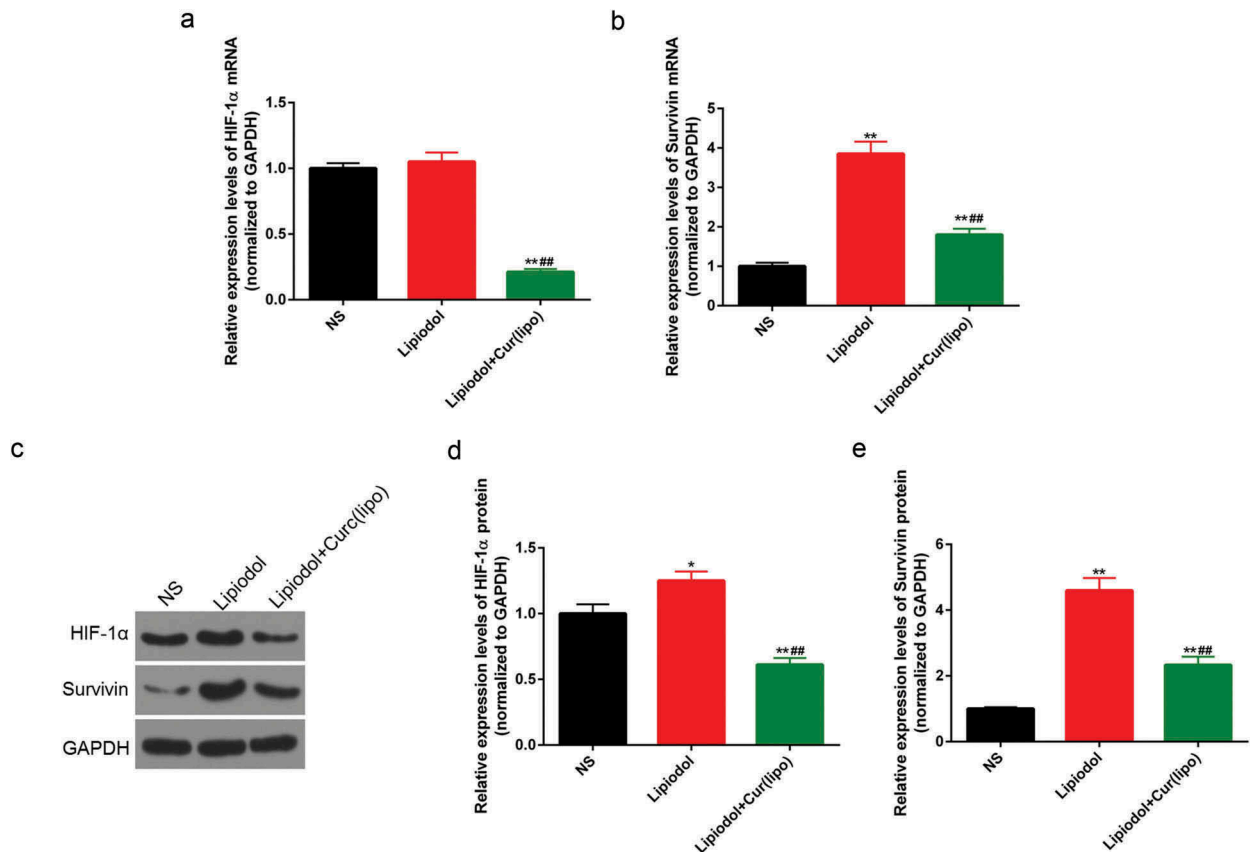 a
Relative expression levels of HIF-1α mRNA
(normalized to GAPDH)
1.5
1.0
0.5
0.0
**##
NS
Lipiodol
Lipiodol+Cur(lipo)
b
Relative expression levels of Survivin mRNA
(normalized to GAPDH)
5
4
3
2
1
0
**
**##
NS
Lipiodol
Lipiodol+Cur(lipo)
c
NS
Lipiodol
Lipiodol+Curc(lipo)
HIF-1α
Survivin
GAPDH
d
Relative expression levels of HIF-1α protein
(normalized to GAPDH)
1.5
1.0
0.5
0.0
*
**##
NS
Lipiodol
Lipiodol+Cur(lipo)
e
Relative expression levels of Survivin protein
(normalized to GAPDH)
6
4
2
0
**
**##
NS
Lipiodol
Lipiodol+Cur(lipo)